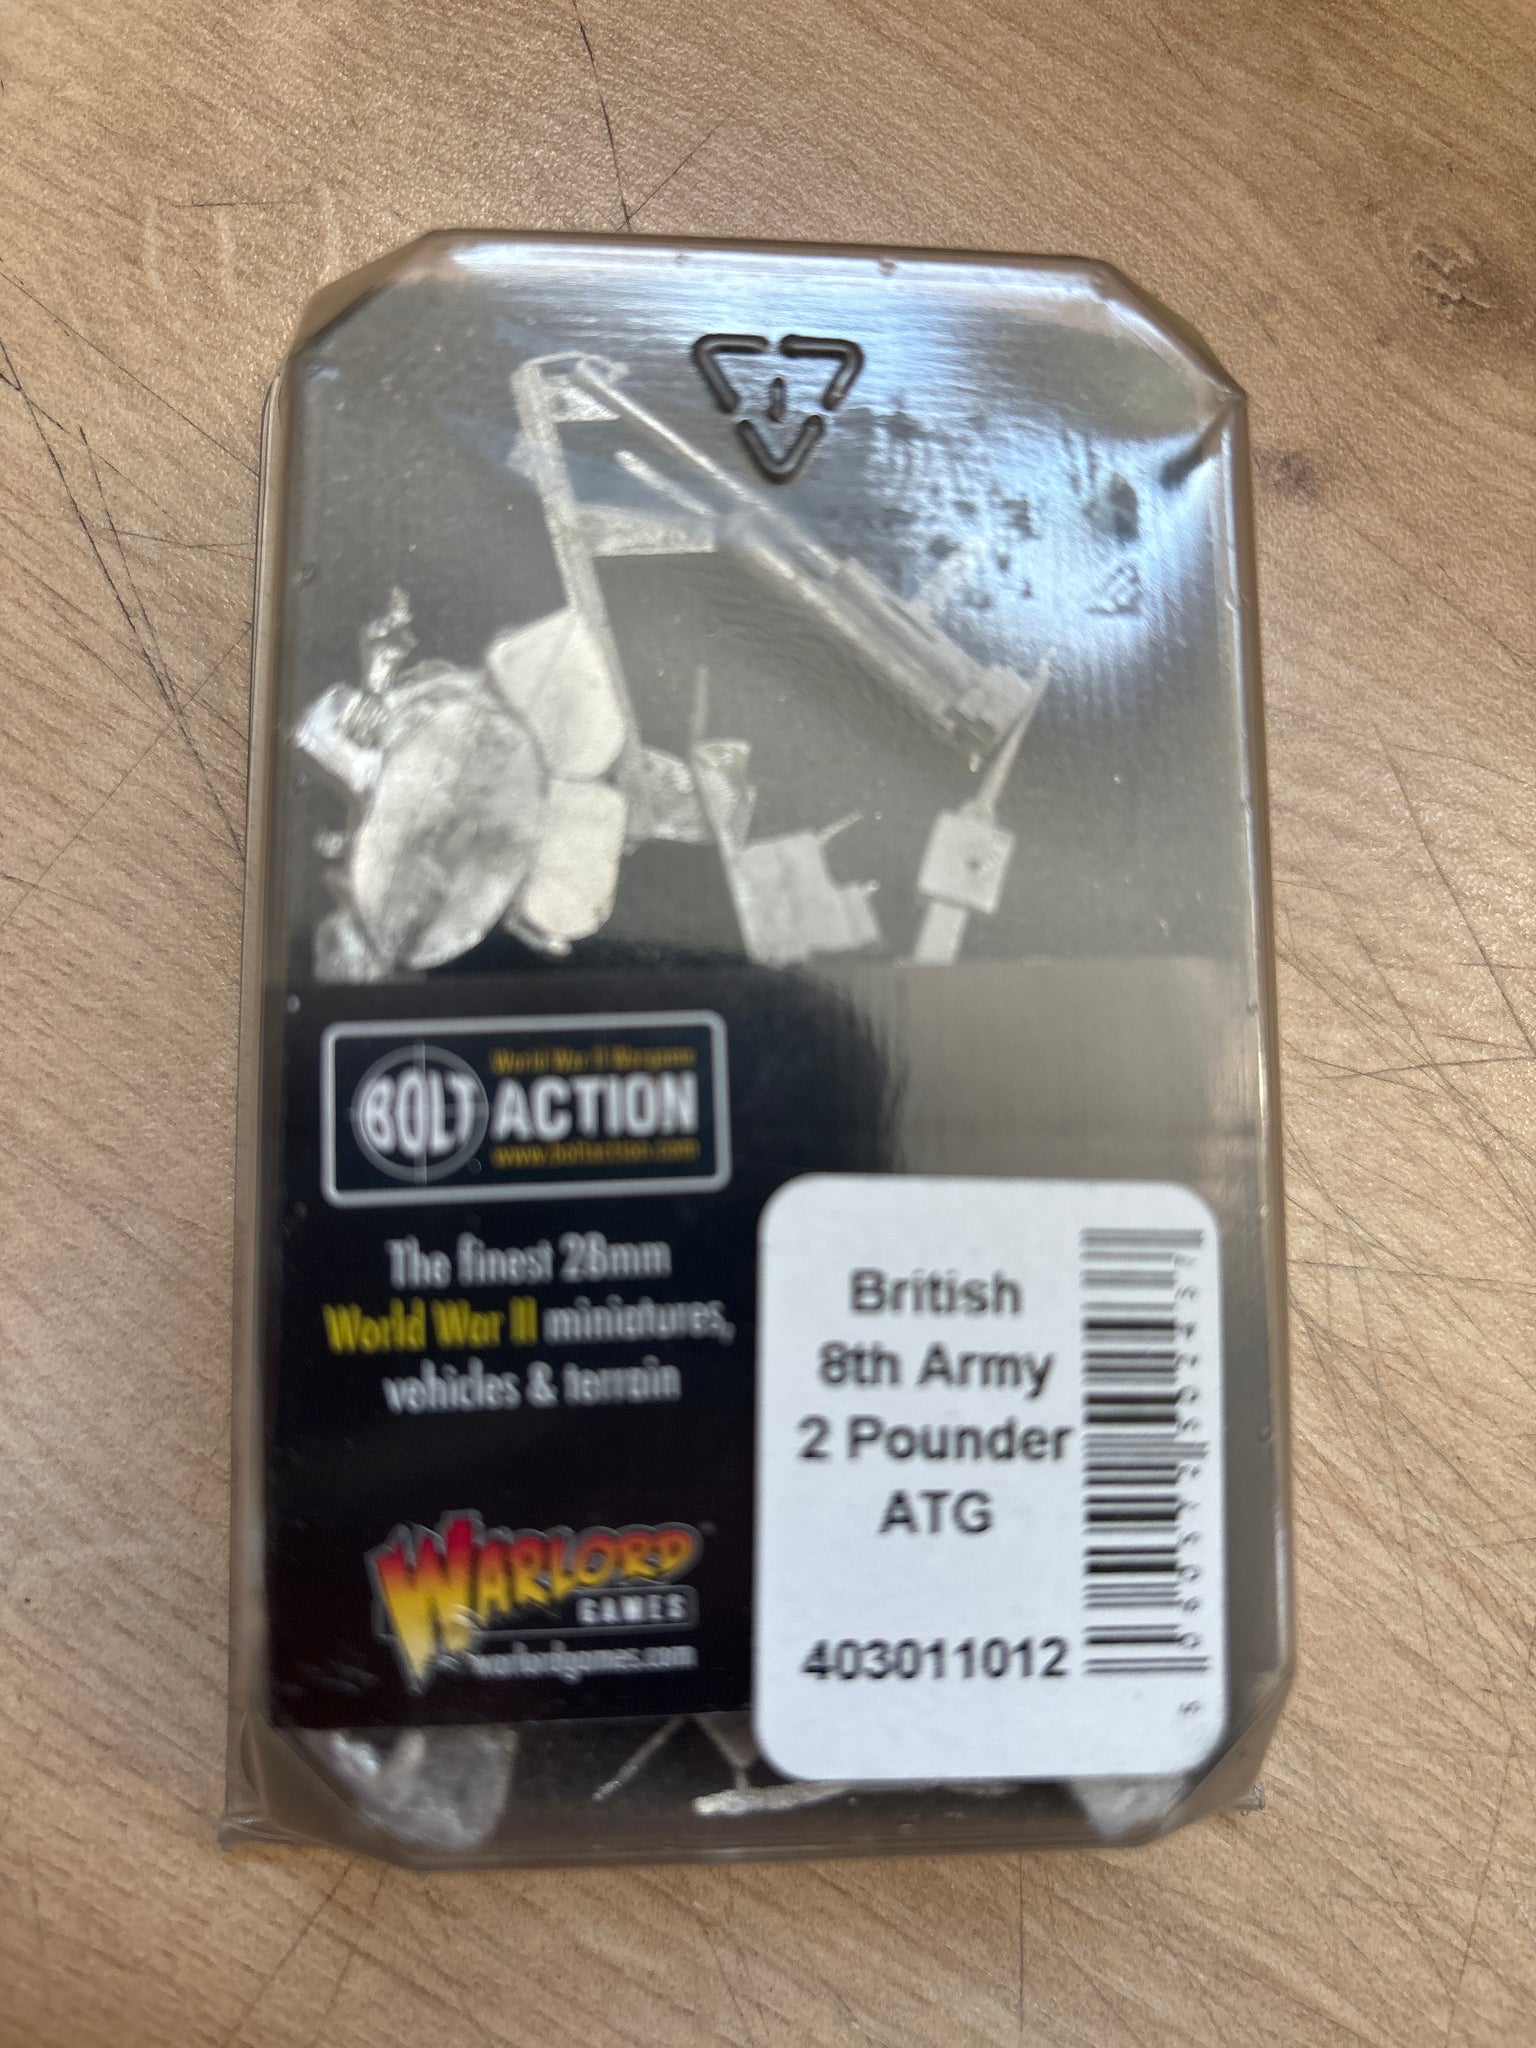 World War II Wargame
BOLT ACTION
www.boltaction.com
The finest 28mm
World War II miniatures,
vehicles & terrain
WARLORD
GAMES
warlordgames.com
British
8th Army
2 Pounder
ATG
403011012